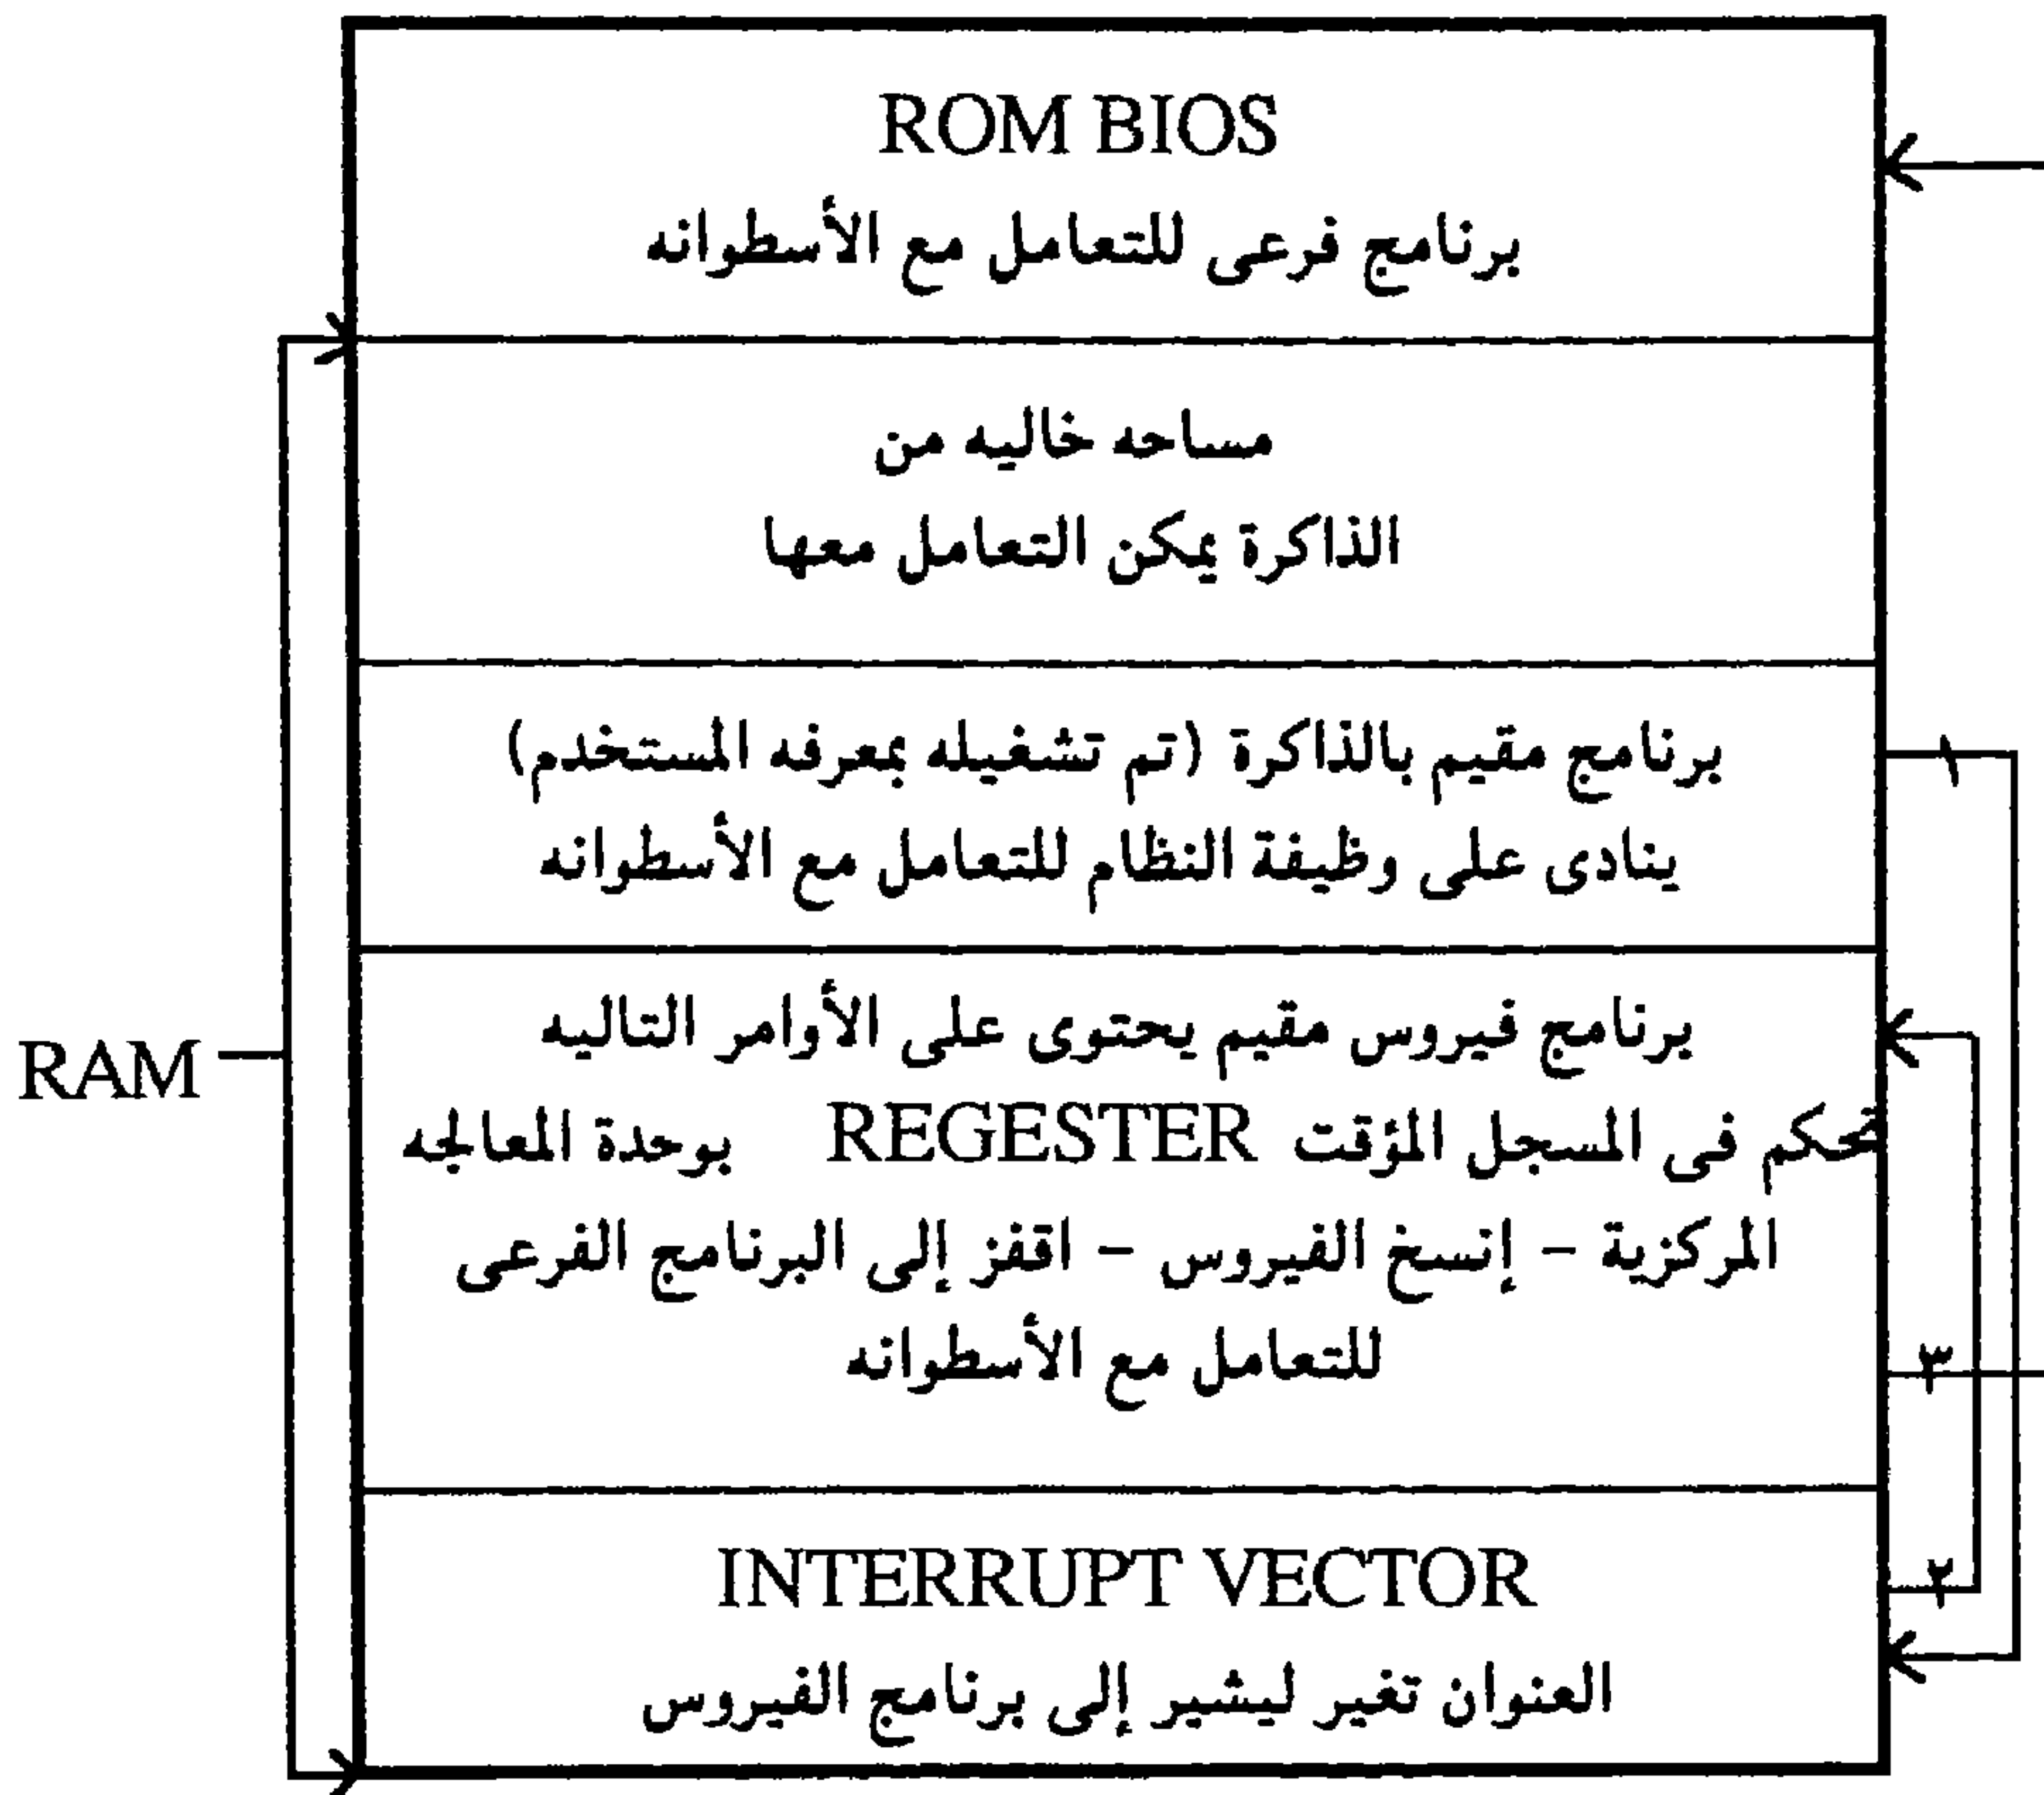 ROM BIOS
برنامج فرعى للتعامل مع الأسطوانه
مساحه خاليه من
الذاكرة يمكن التعامل معها
برنامج مقيم بالذاكرة (تم تشغيله بمعرفه المستخدم)
ينادى على وظيفة النظام للتعامل مع الأسطوانه
١
برنامج فيروس مقيم يحتوى على الأوامر التاليه
RAM
تحكم فى المسجل المؤقت REGESTER بوحدة المعالجه
المركزية - إنسخ الفيروس - اقفز إلى البرنامج الفرعى
للتعامل مع الأسطوانه
٣
INTERRUPT VECTOR
٢
العنوان تغير ليشير إلى برنامج الفيروس